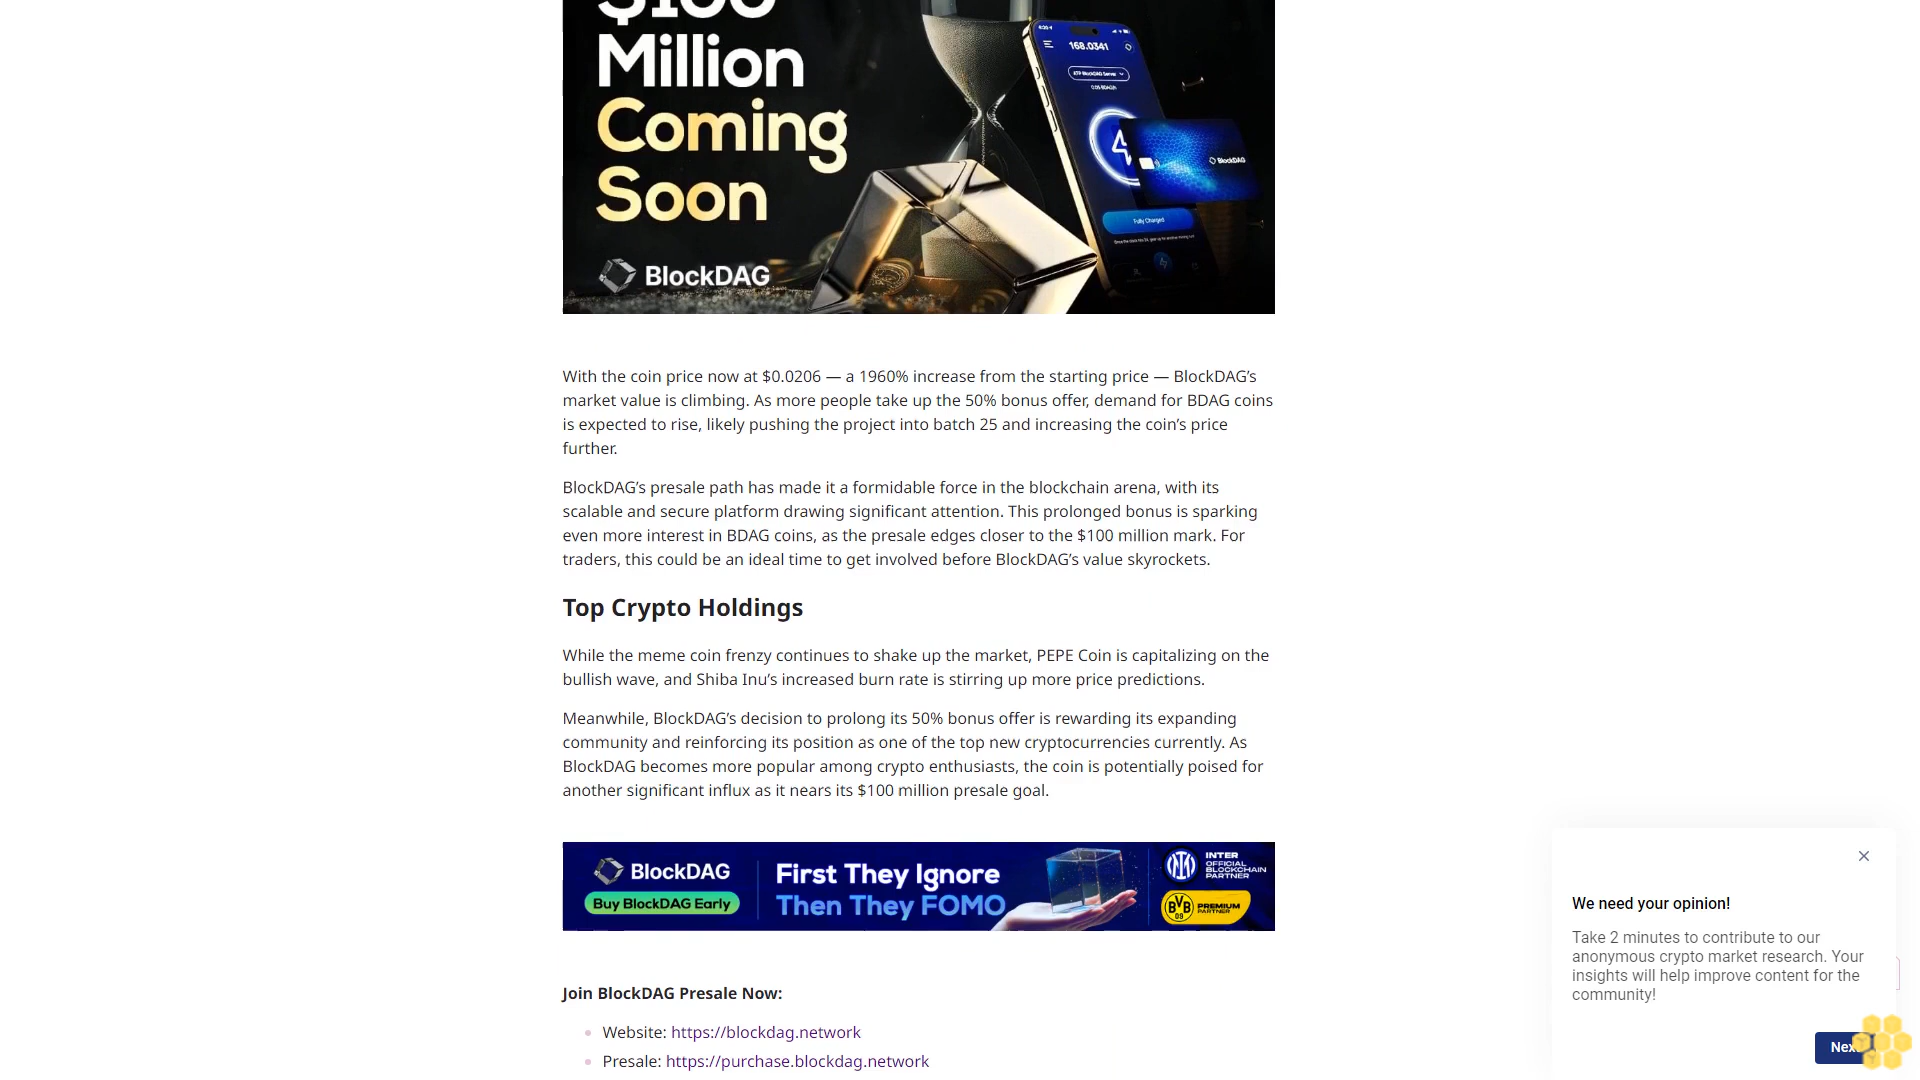 $100
Million
Coming
Soon
BlockDAG
168.0341
BlockDAG
Fully Charged
With the coin price now at $0.0206 — a 1960% increase from the starting price — BlockDAG’s
market value is climbing. As more people take up the 50% bonus offer, demand for BDAG coins
is expected to rise, likely pushing the project into batch 25 and increasing the coin’s price
further.
BlockDAG’s presale path has made it a formidable force in the blockchain arena, with its
scalable and secure platform drawing significant attention. This prolonged bonus is sparking
even more interest in BDAG coins, as the presale edges closer to the $100 million mark. For
traders, this could be an ideal time to get involved before BlockDAG’s value skyrockets.
Top Crypto Holdings
While the meme coin frenzy continues to shake up the market, PEPE Coin is capitalizing on the
bullish wave, and Shiba Inu’s increased burn rate is stirring up more price predictions.
Meanwhile, BlockDAG’s decision to prolong its 50% bonus offer is rewarding its expanding
community and reinforcing its position as one of the top new cryptocurrencies currently. As
BlockDAG becomes more popular among crypto enthusiasts, the coin is potentially poised for
another significant influx as it nears its $100 million presale goal.
BlockDAG
Buy BlockDAG Early
First They Ignore
Then They FOMO
INTER
OFFICIAL
BLOCKCHAIN
PARTNER
BVB
09
PREMIUM
PARTNER
Join BlockDAG Presale Now:
Website: https://blockdag.network
Presale: https://purchase.blockdag.network
We need your opinion!
Take 2 minutes to contribute to our
anonymous crypto market research. Your
insights will help improve content for the
community!